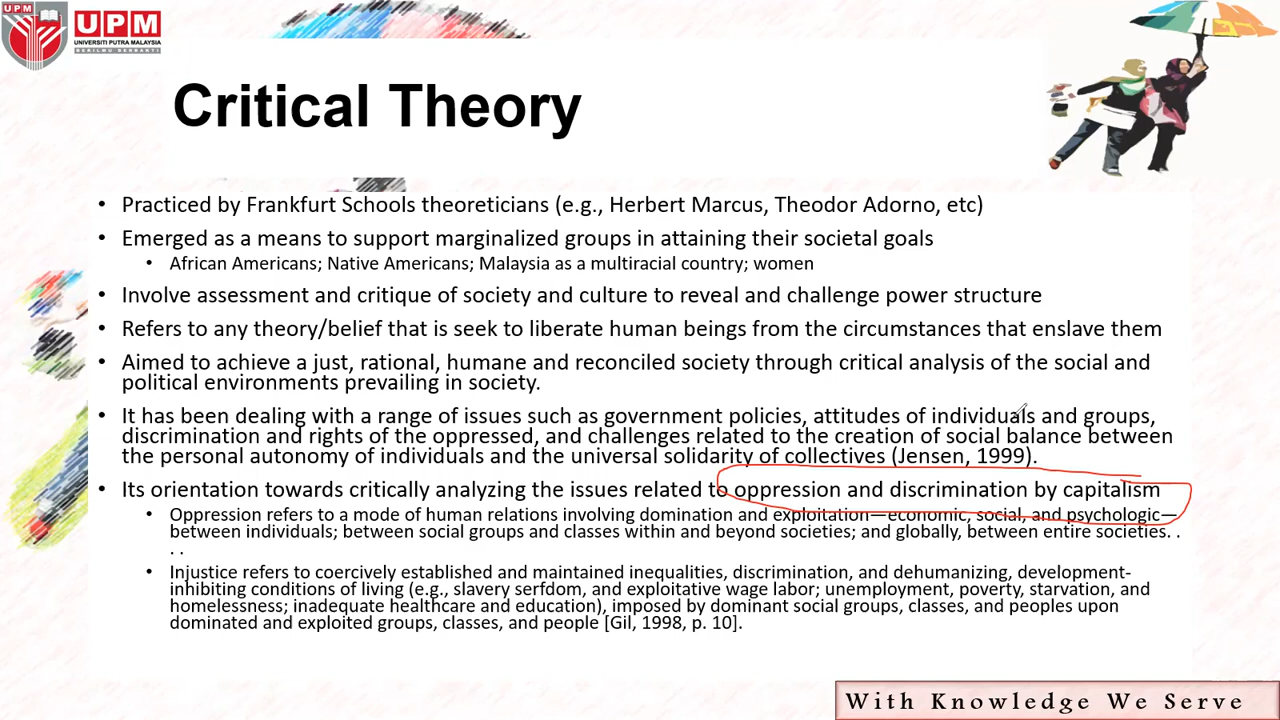 UPM
UPM
UNIVERSITI PUTRA MALAYSIA
BERILMU BERBAKTI
Critical Theory
• Practiced by Frankfurt Schools theoreticians (e.g., Herbert Marcus, Theodor Adorno, etc)
• Emerged as a means to support marginalized groups in attaining their societal goals
• African Americans; Native Americans; Malaysia as a multiracial country; women
• Involve assessment and critique of society and culture to reveal and challenge power structure
• Refers to any theory/belief that is seek to liberate human beings from the circumstances that enslave them
• Aimed to achieve a just, rational, humane and reconciled society through critical analysis of the social and
political environments prevailing in society.
• It has been dealing with a range of issues such as government policies, attitudes of individuals and groups,
discrimination and rights of the oppressed, and challenges related to the creation of social balance between
the personal autonomy of individuals and the universal solidarity of collectives (Jensen, 1999).
• Its orientation towards critically analyzing the issues related to oppression and discrimination by capitalism
• Oppression refers to a mode of human relations involving domination and exploitation—economic, social, and psychologic—
between individuals; between social groups and classes within and beyond societies; and globally, between entire societies. .
. .
• Injustice refers to coercively established and maintained inequalities, discrimination, and dehumanizing, development-
inhibiting conditions of living (e.g., slavery serfdom, and exploitative wage labor; unemployment, poverty, starvation, and
homelessness; inadequate healthcare and education), imposed by dominant social groups, classes, and peoples upon
dominated and exploited groups, classes, and people [Gil, 1998, p. 10].
With Knowledge We Serve